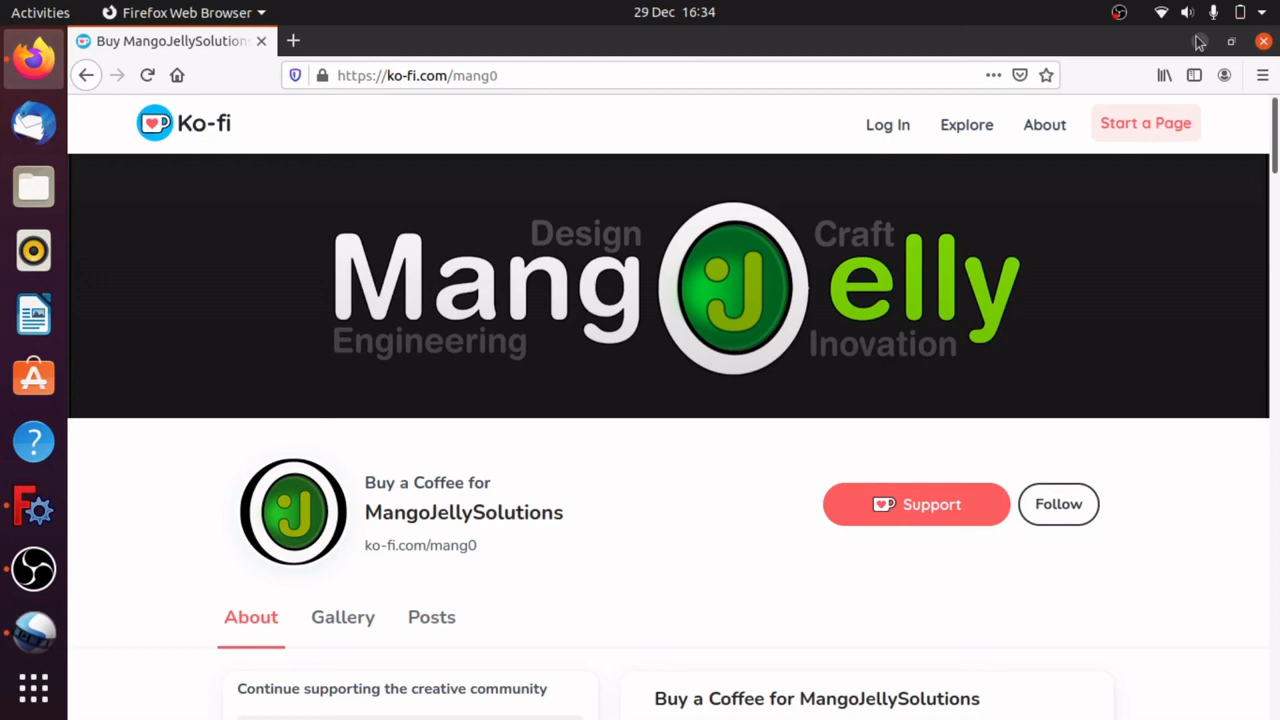 Activities
Firefox Web Browser
29 Dec 16:34
Buy MangoJellySolution
https://ko-fi.com/mang0
Ko-fi
Log In
Explore
About
Start a Page
Design
Craft
Mango Jelly
Engineering
Inovation
Buy a Coffee for
MangoJellySolutions
ko-fi.com/mang0
Support
Follow
About
Gallery
Posts
Continue supporting the creative community
Buy a Coffee for MangoJellySolutions